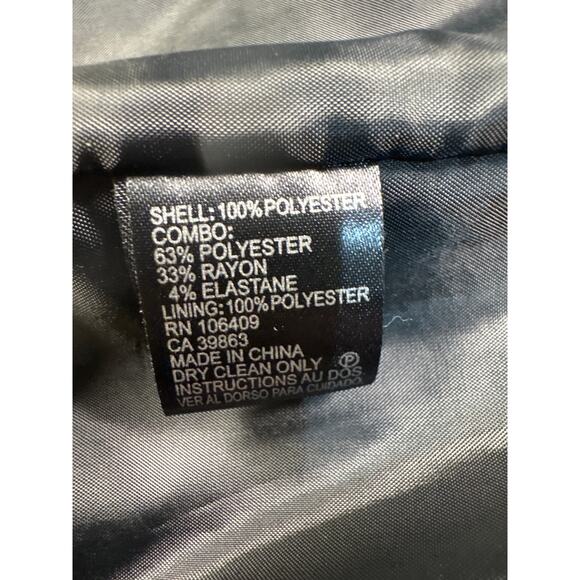 SHELL: 100% POLYESTER
COMBO:
63% POLYESTER
33% RAYON
4% ELASTANE
LINING: 100% POLYESTER
RN 106409
CA 39863
MADE IN CHINA
DRY CLEAN ONLY Ⓟ
INSTRUCTIONS AU DOS
VER AL DORSO PARA CUIDADO